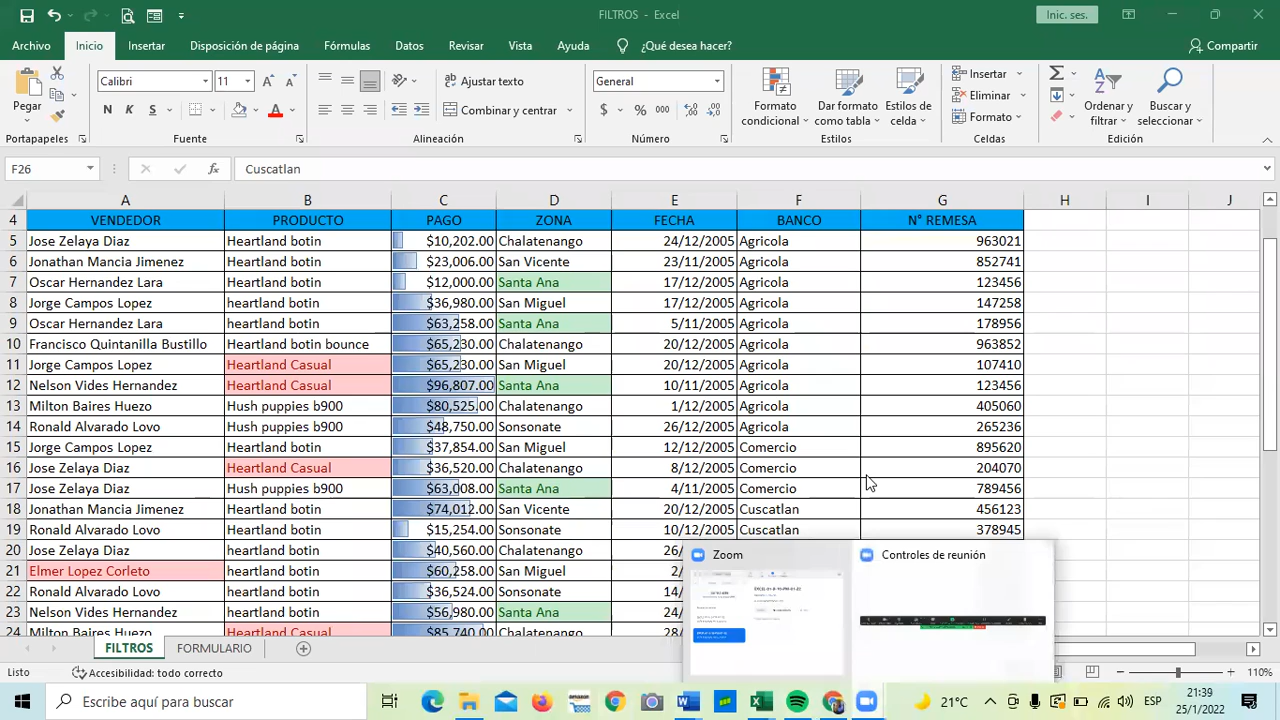 FILTROS - Excel
Inic. ses.
Archivo Inicio Insertar Disposición de página Fórmulas Datos Revisar Vista Ayuda ¿Qué desea hacer? Compartir
Pegar
Calibri 11
N K S
Ajustar texto
Combinar y centrar
General
$ % 000
Formato condicional
Dar formato como tabla
Estilos de celda
Insertar
Eliminar
Formato
Ordenar y filtrar
Buscar y seleccionar
Portapapeles Fuente Alineación Número Estilos Celdas Edición
F26 fx Cuscatlan
A B C D E F G H I J
4 VENDEDOR PRODUCTO PAGO ZONA FECHA BANCO N° REMESA
5 Jose Zelaya Diaz Heartland botin $10,202.00 Chalatenango 24/12/2005 Agricola 963021
6 Jonathan Mancia Jimenez Heartland botin $23,006.00 San Vicente 23/11/2005 Agricola 852741
7 Oscar Hernandez Lara Heartland botin $12,000.00 Santa Ana 17/12/2005 Agricola 123456
8 Jorge Campos Lopez heartland botin $36,980.00 San Miguel 17/12/2005 Agricola 147258
9 Oscar Hernandez Lara heartland botin $63,258.00 Santa Ana 5/11/2005 Agricola 178956
10 Francisco Quintanilla Bustillo Heartland botin bounce $65,230.00 Chalatenango 20/12/2005 Agricola 963852
11 Jorge Campos Lopez Heartland Casual $65,230.00 San Miguel 20/12/2005 Agricola 107410
12 Nelson Vides Hernandez Heartland Casual $96,807.00 Santa Ana 10/11/2005 Agricola 123456
13 Milton Baires Huezo Hush puppies b900 $80,525.00 Chalatenango 1/12/2005 Agricola 405060
14 Ronald Alvarado Lovo Hush puppies b900 $48,750.00 Sonsonate 26/12/2005 Agricola 265236
15 Jorge Campos Lopez Heartland botin $37,854.00 San Miguel 12/12/2005 Comercio 895620
16 Jose Zelaya Diaz Heartland Casual $36,520.00 Chalatenango 8/12/2005 Comercio 204070
17 Jose Zelaya Diaz Hush puppies b900 $63,008.00 Santa Ana 4/11/2005 Comercio 789456
18 Jonathan Mancia Jimenez Heartland botin $74,012.00 San Vicente 20/12/2005 Cuscatlan 456123
19 Ronald Alvarado Lovo Heartland botin $15,254.00 Sonsonate 10/12/2005 Cuscatlan 378945
20 Jose Zelaya Diaz heartland botin $40,560.00 Chalatenango 26/
21 Elmer Lopez Corleto heartland botin $60,258.00 San Miguel 2/
Alvarado Lovo heartland botin Sonsonate 14/
Vides Hernandez Heartland botin Santa Ana 24/
24 Milton Baires Huezo Heartland Casual $85,740.00 Chalatenango 28/
Zoom
Controles de reunión
FILTROS FORMULARIO
Listo Accesibilidad: todo correcto 110%
Escribe aquí para buscar
21°C ESP
21:39
25/1/2022